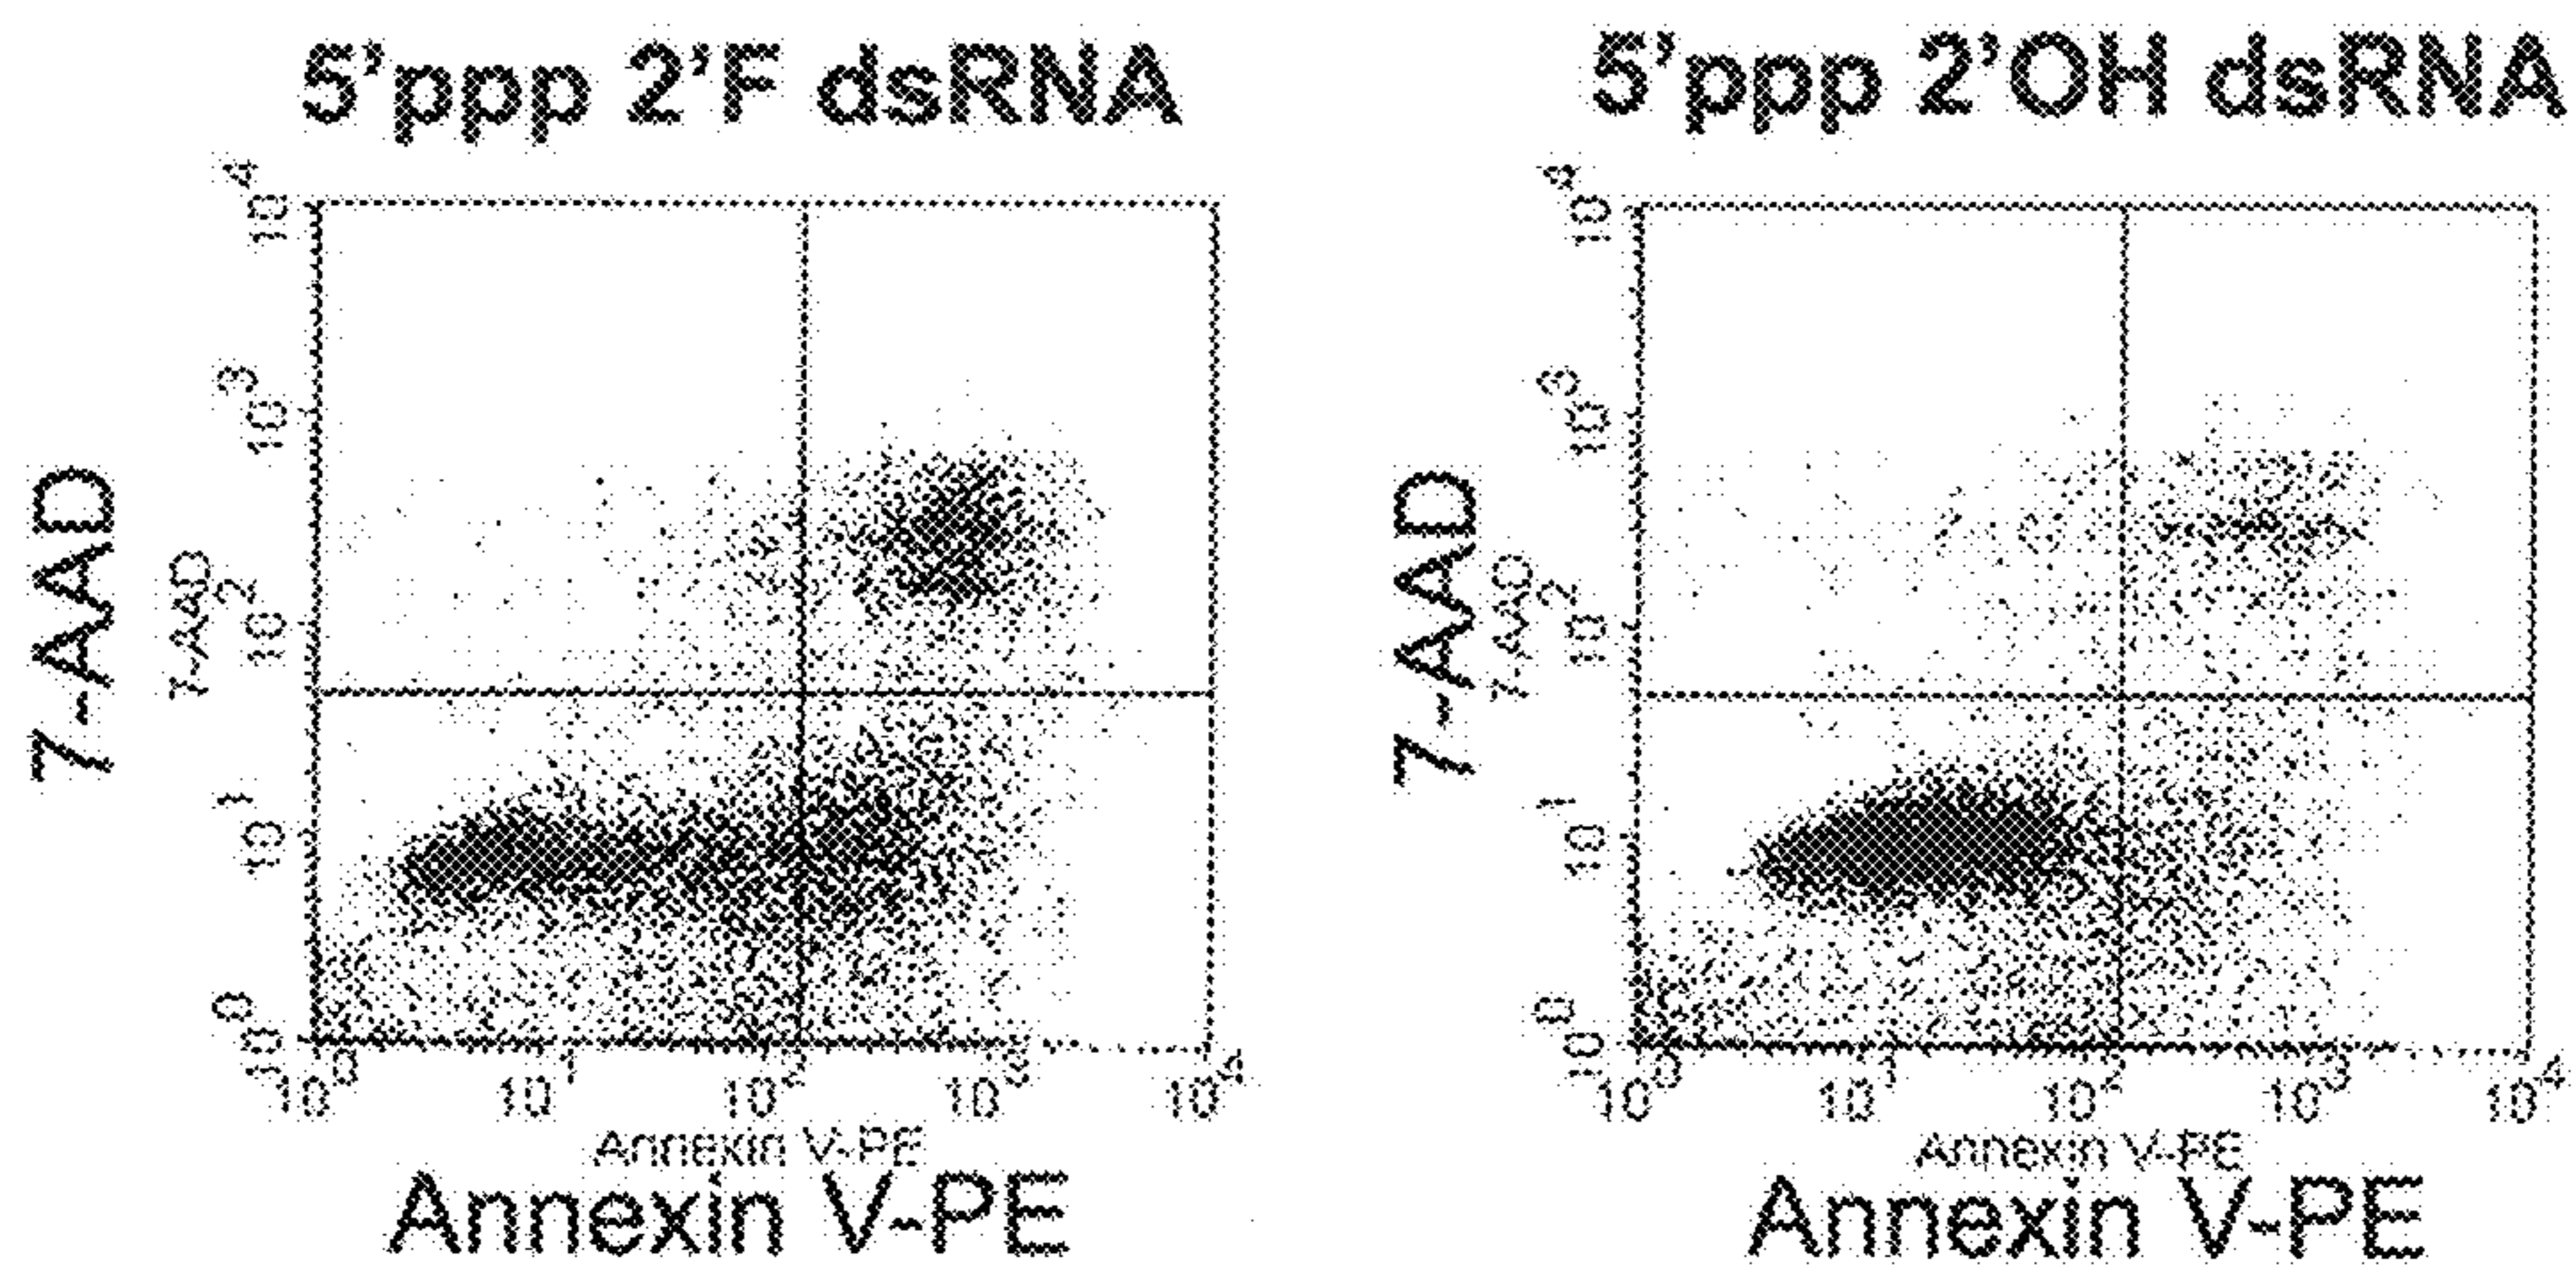 5'ppp 2'F dsRNA
7-AAD
7-AAD
10^4
10^3
10^2
10^1
10^0
10^0 10^1 10^2 10^3 10^4
Annexin V-PE
Annexin V-PE
5'ppp 2'OH dsRNA
7-AAD
7-AAD
10^4
10^3
10^2
10^1
10^0
10^0 10^1 10^2 10^3 10^4
Annexin V-PE
Annexin V-PE